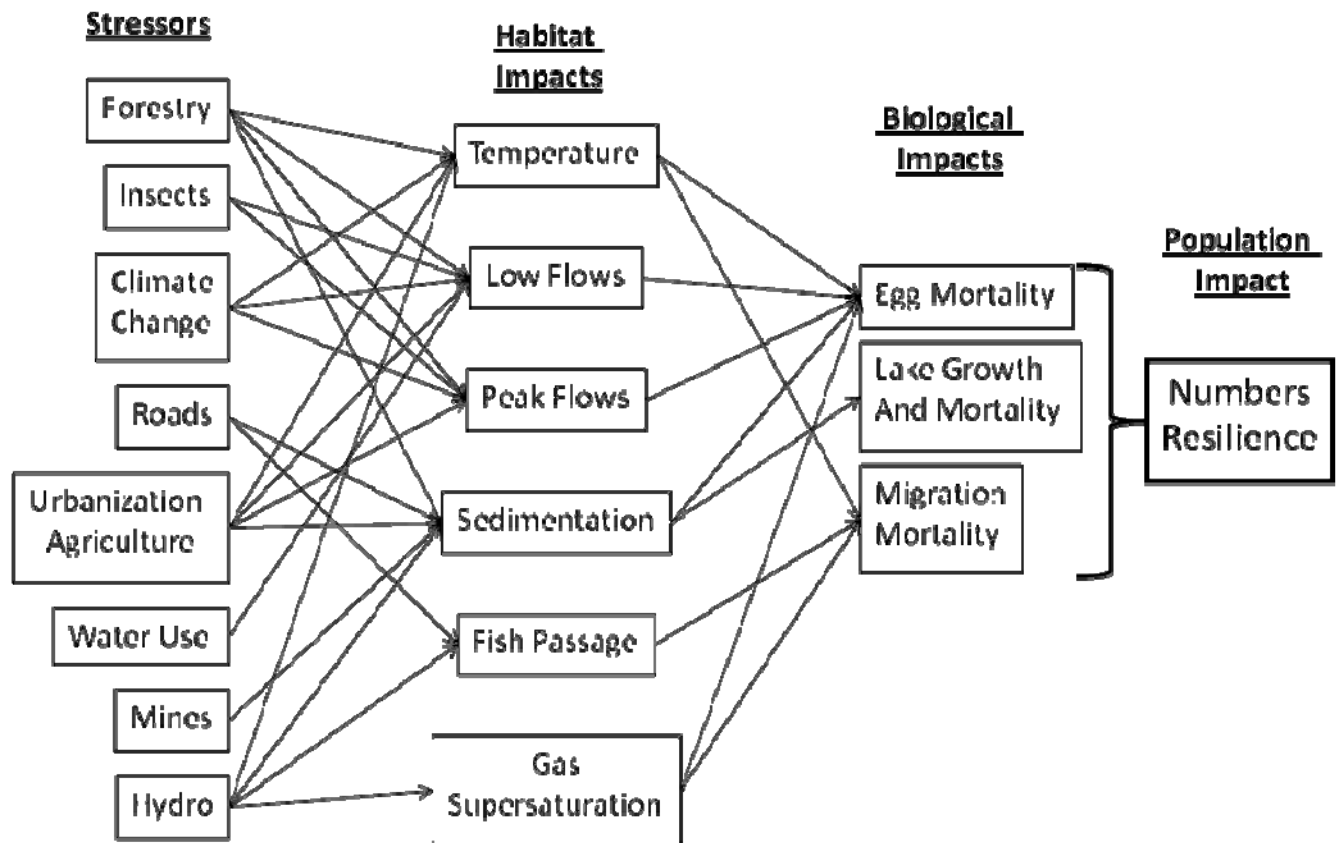 Stressors
Forestry
Insects
Climate
Change
Roads
Urbanization
Agriculture
Water Use
Mines
Hydro
Habitat
Impacts
Temperature
Low Flows
Peak Flows
Sedimentation
Fish Passage
Gas
Supersaturation
Biological
Impacts
Egg Mortality
Lake Growth
And Mortality
Migration
Mortality
Population
Impact
Numbers
Resilience